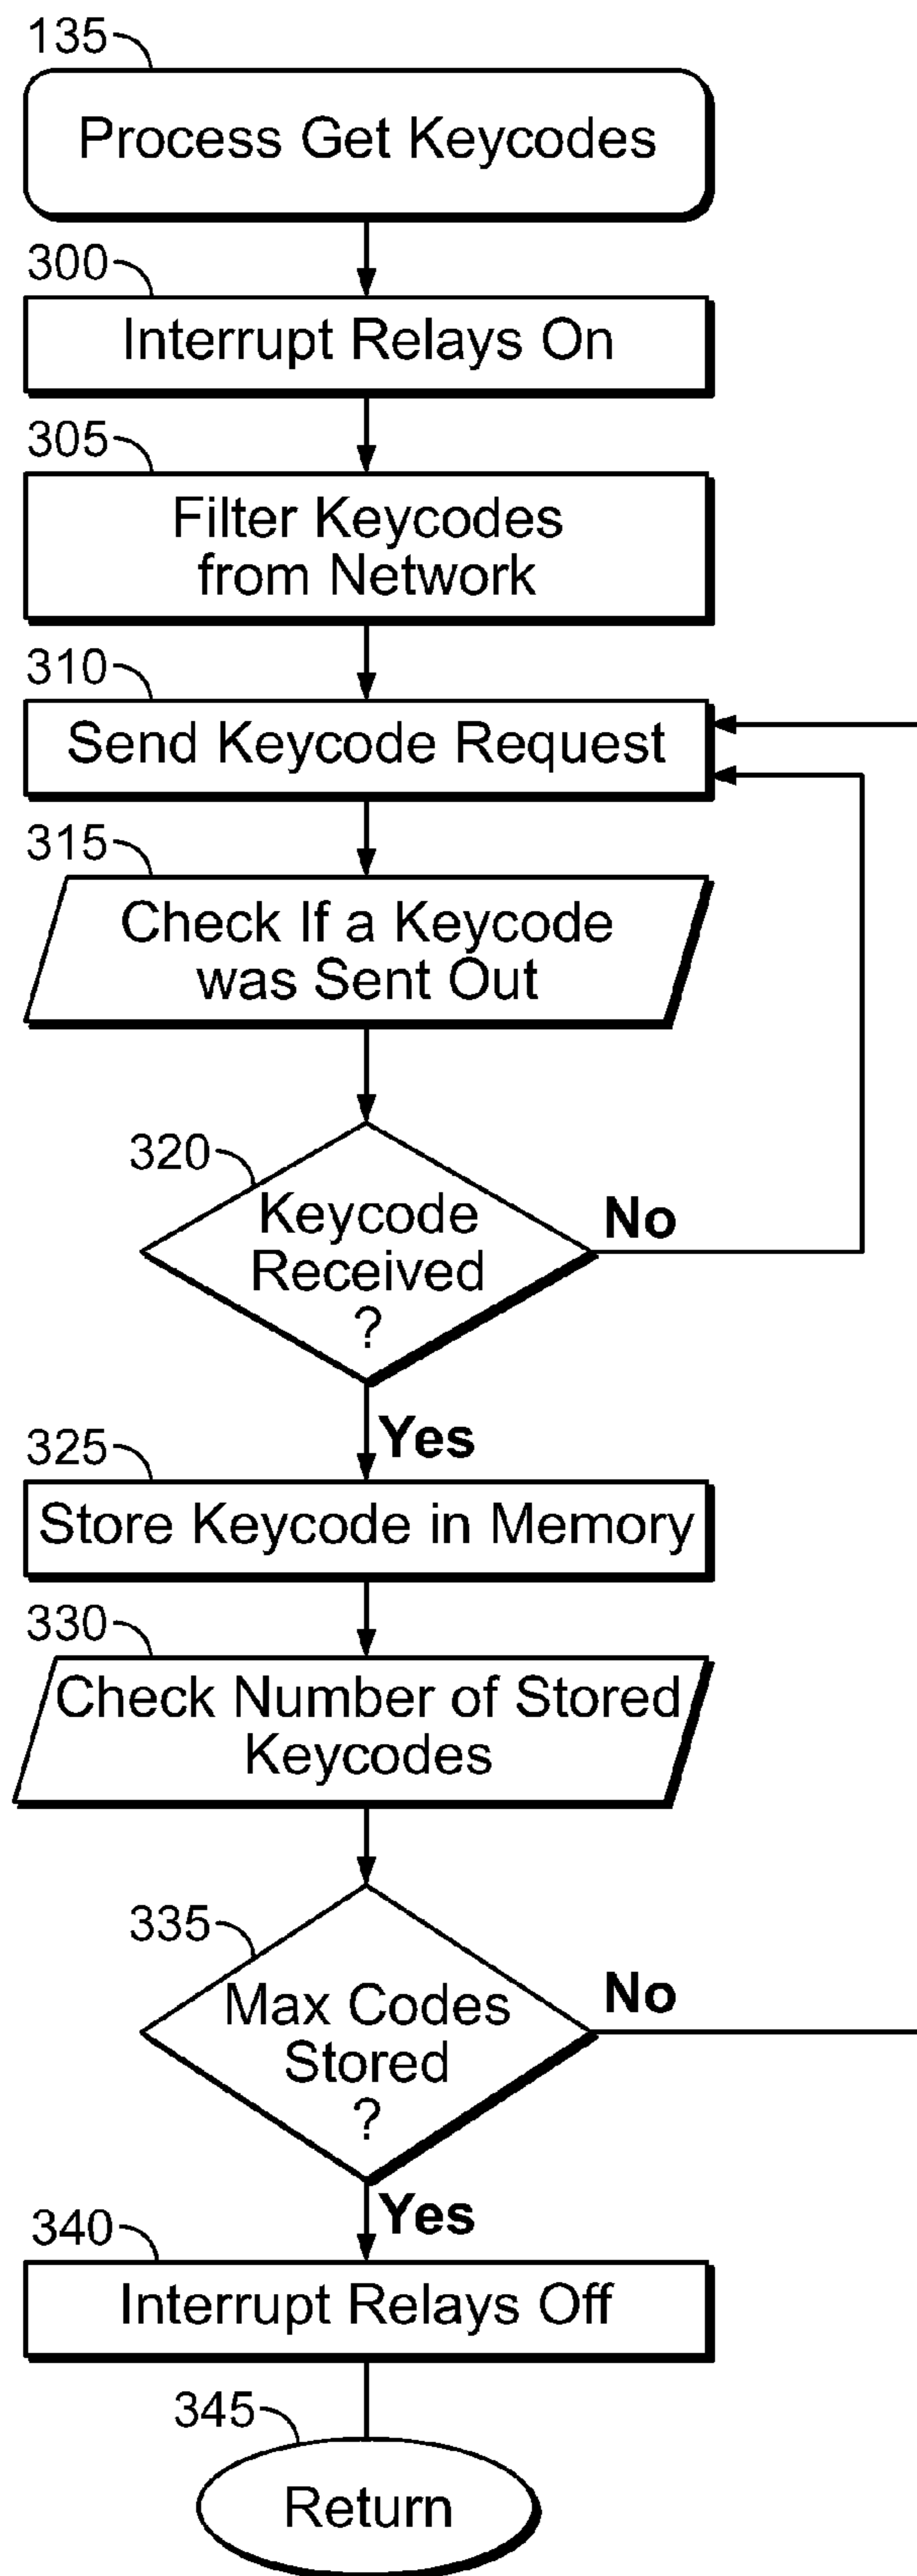 135
Process Get Keycodes
300
Interrupt Relays On
305
Filter Keycodes
from Network
310
Send Keycode Request
315
Check If a Keycode
was Sent Out
320
Keycode
Received
?
No
Yes
325
Store Keycode in Memory
330
Check Number of Stored
Keycodes
335
Max Codes
Stored
?
No
Yes
340
Interrupt Relays Off
345
Return